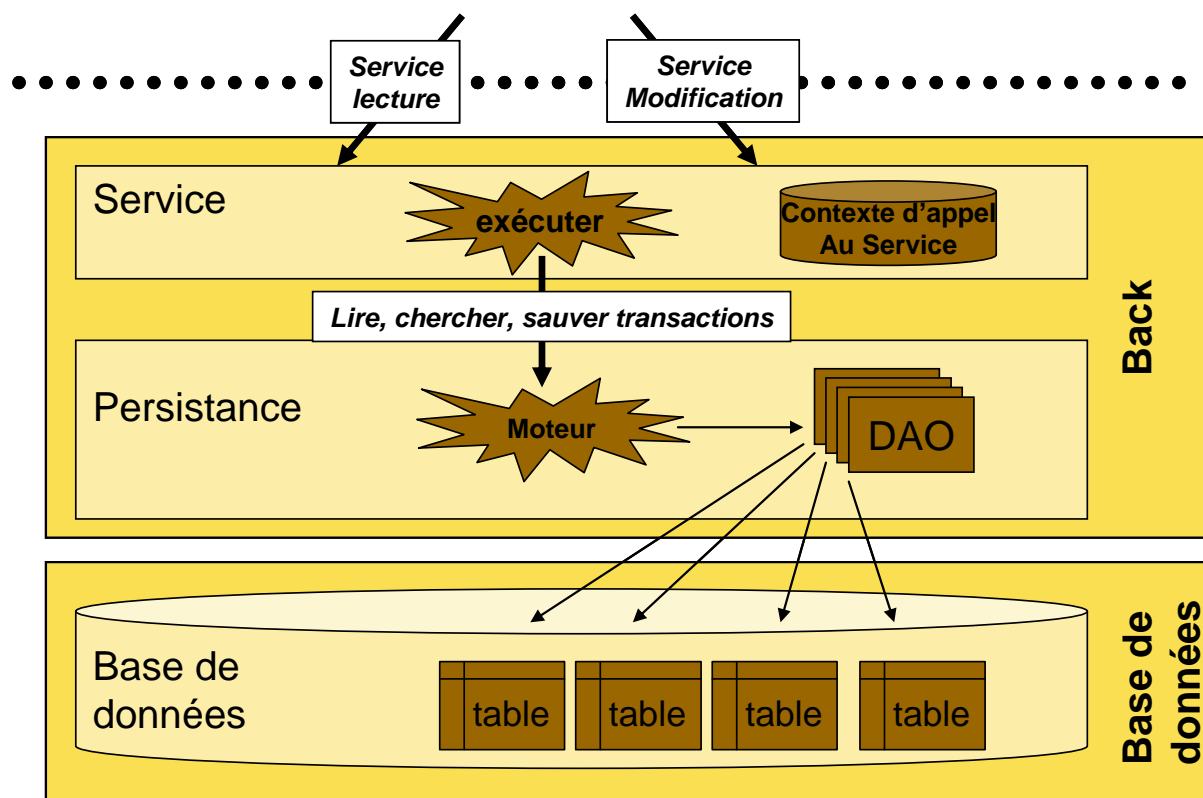 Service
lecture
Service
Modification
Service
exécuter
Contexte d'appel
Au Service
Lire, chercher, sauver transactions
Back
Persistance
Moteur
DAO
Base de
données
table
table
table
table
Base de
données